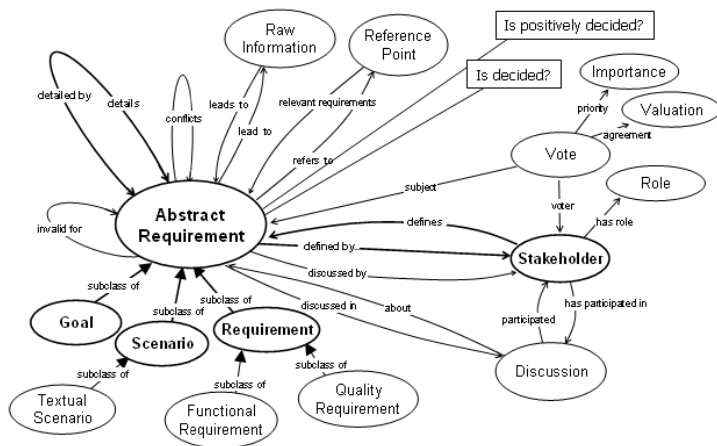 Is positively decided?
Raw
Information
Reference
Point
Is decided?
Importance
detailed by
details
conflicts
leads to
lead to
relevant requirements
refers to
priority
Valuation
agreement
Vote
Role
subject
voter
has role
Abstract
Requirement
invalid for
defines
defined by
Stakeholder
discussed by
subclass of
subclass of
subclass of
discussed in
about
has participated in
participated
Goal
Scenario
Requirement
subclass of
subclass of
subclass of
Discussion
Textual
Scenario
Functional
Requirement
Quality
Requirement